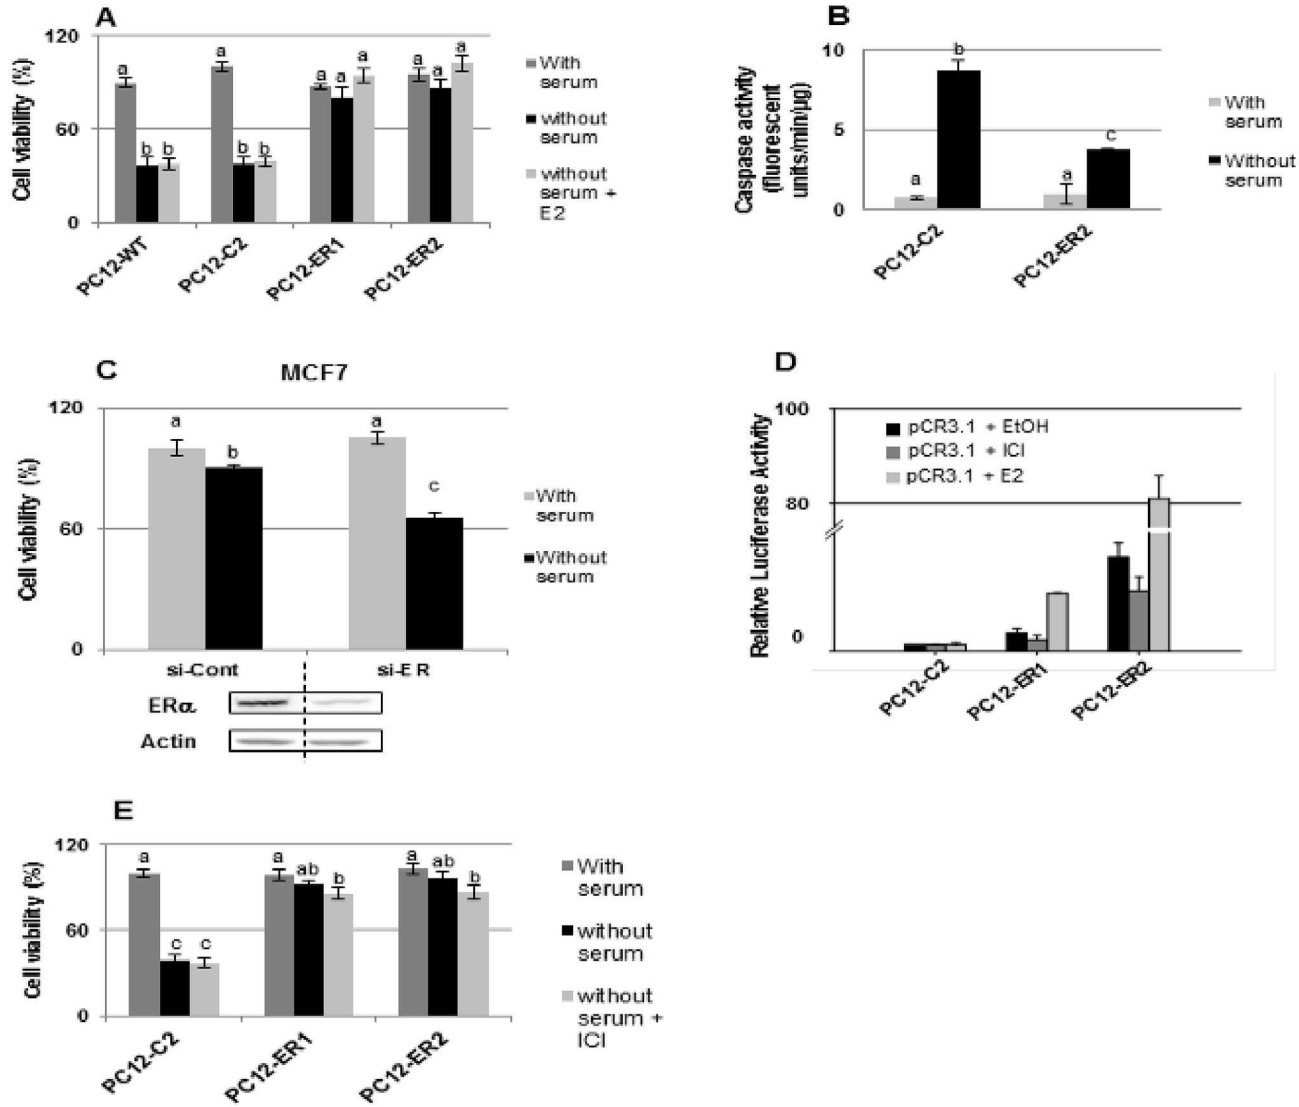 A
120
60
0
Cell viability (%)
a
b
b
a
b
b
a
a
a
a
a
a
PC12-WT
PC12-C2
PC12-ER1
PC12-ER2
With
serum
without
serum
without
serum +
E2
B
10
5
0
Caspase activity
(fluorescent
units/min/µg)
a
b
a
c
PC12-C2
PC12-ER2
With
serum
Without
serum
C
MCF7
120
60
0
Cell viability (%)
a
b
a
c
si-Cont
si-ER
With
serum
Without
serum
ERα
Actin
D
100
80
0
Relative Luciferase Activity
pCR3.1 + EtOH
pCR3.1 + ICI
pCR3.1 + E2
PC12-C2
PC12-ER1
PC12-ER2
E
120
60
0
Cell viability (%)
a
c
c
a
ab
b
a
ab
b
PC12-C2
PC12-ER1
PC12-ER2
With
serum
without
serum
without
serum +
ICI